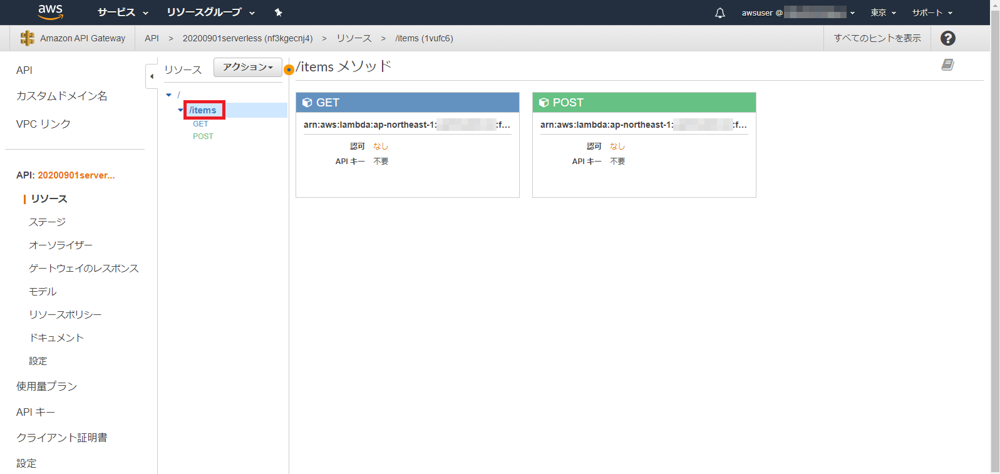 aws サービス リソースグループ awsuser @ 東京 サポート
Amazon API Gateway API > 20200901serverless (nf3kgecnj4) > リソース > /items (1vufc6) すべてのヒントを表示 ?
API
カスタムドメイン名
VPC リンク
API: 20200901server...
リソース
ステージ
オーソライザー
ゲートウェイのレスポンス
モデル
リソースポリシー
ドキュメント
設定
使用量プラン
API キー
クライアント証明書
設定
リソース アクション
/
/items
GET
POST
/items メソッド
GET
arn:aws:lambda:ap-northeast-1: :f...
認可 なし
API キー 不要
POST
arn:aws:lambda:ap-northeast-1: :f...
認可 なし
API キー 不要